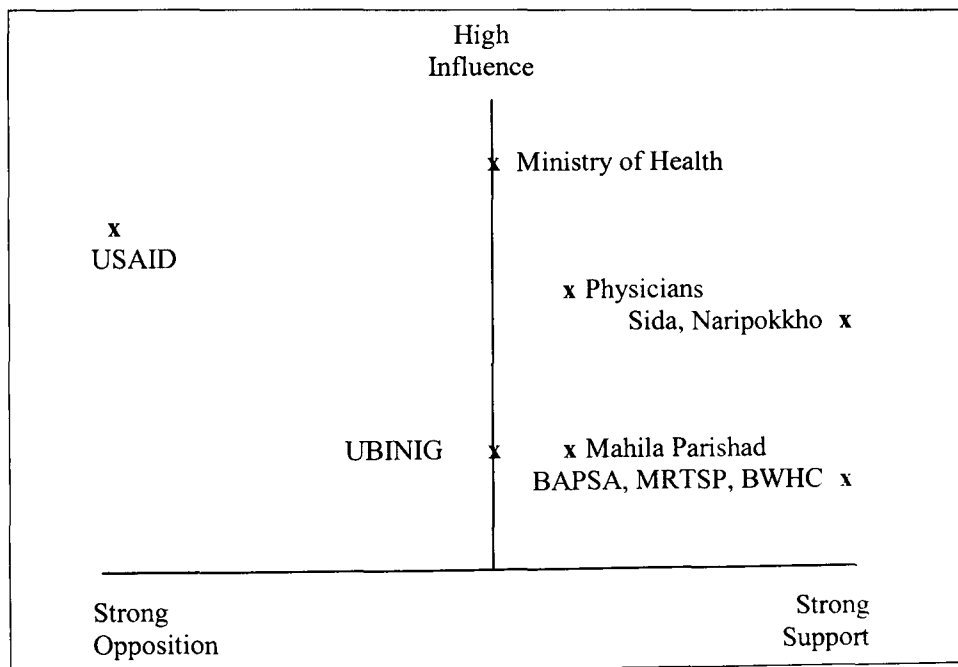 High
Influence
x Ministry of Health
x
USAID
x Physicians
Sida, Naripokkho x
UBINIG x
x Mahila Parishad
BAPSA, MRTSP, BWHC x
Strong
Opposition
Strong
Support